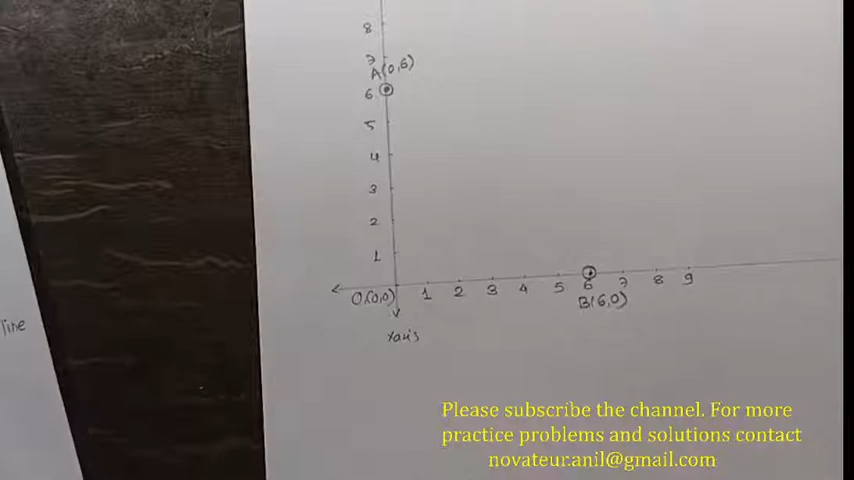 8
7
A(0,6)
6
5
4
3
2
1
O(0,0) 1 2 3 4 5 6 7 8 9
B(6,0)
Yaxis
Line
Please subscribe the channel. For more
practice problems and solutions contact
novateur.anil@gmail.com